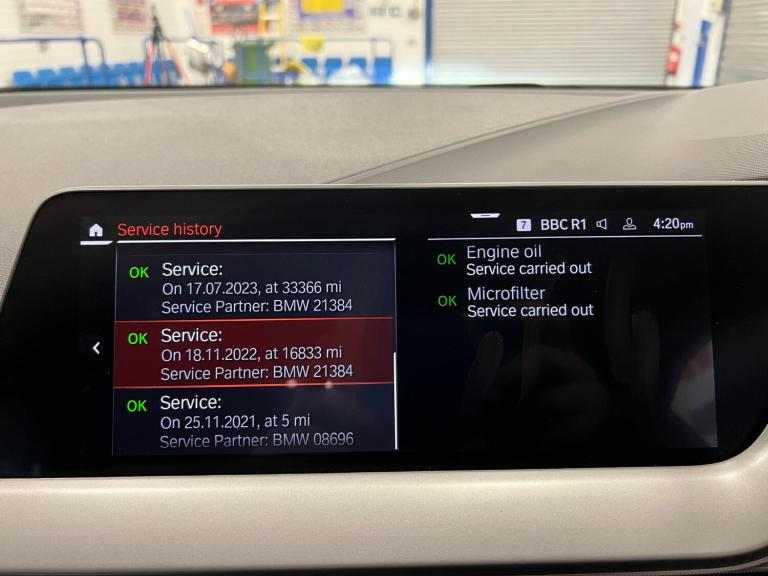 Service history
7 BBC R1 4:20pm
OK Service:
On 17.07.2023, at 33366 mi
Service Partner: BMW 21384
OK Service:
On 18.11.2022, at 16833 mi
Service Partner: BMW 21384
OK Service:
On 25.11.2021, at 5 mi
Service Partner: BMW 08696
OK Engine oil
Service carried out
OK Microfilter
Service carried out